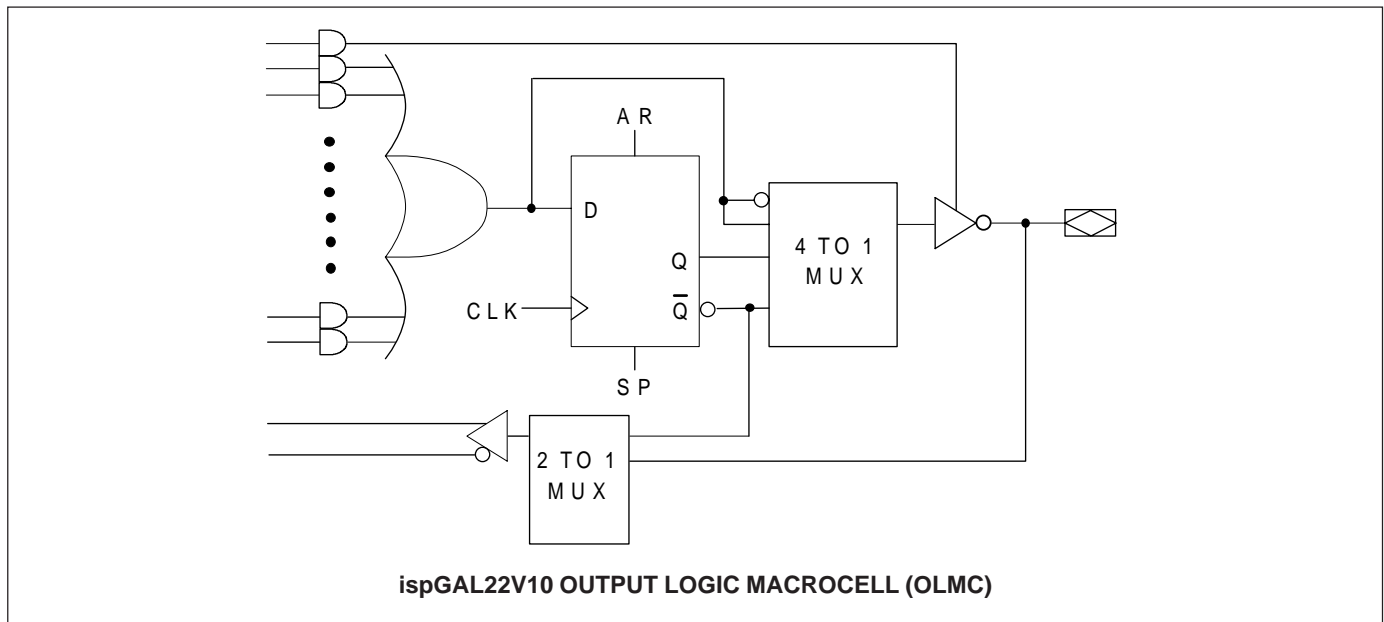 AR
D
Q
Q̅
CLK
SP
4 TO 1
MUX
2 TO 1
MUX
ispGAL22V10 OUTPUT LOGIC MACROCELL (OLMC)